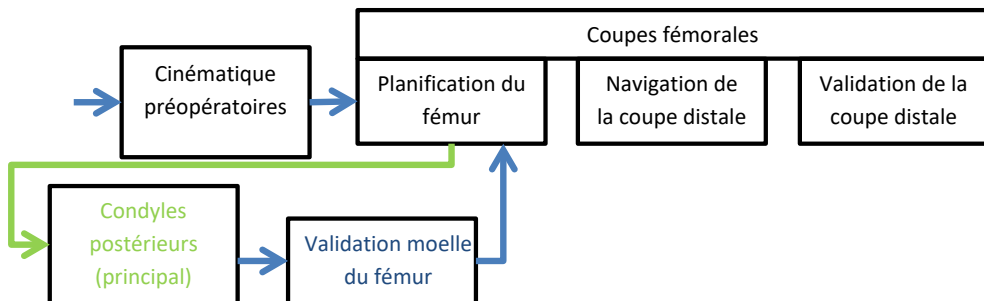 Coupes fémorales
Cinématique
préopératoires
Planification du
fémur
Navigation de
la coupe distale
Validation de la
coupe distale
Condyles
postérieurs
(principal)
Validation moelle
du fémur